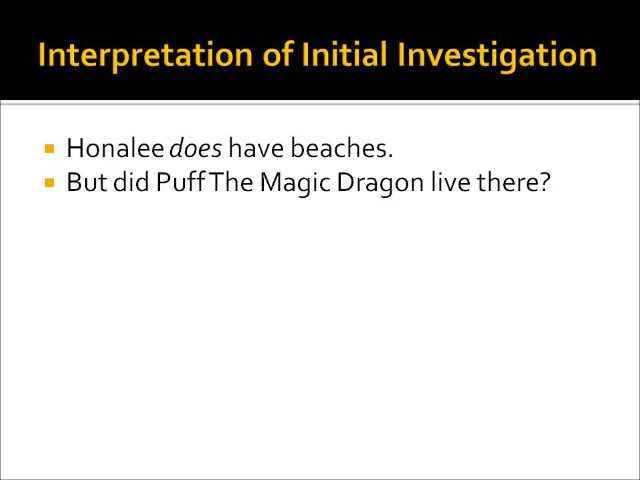 Interpretation of Initial Investigation
Honalee does have beaches.
But did Puff The Magic Dragon live there?